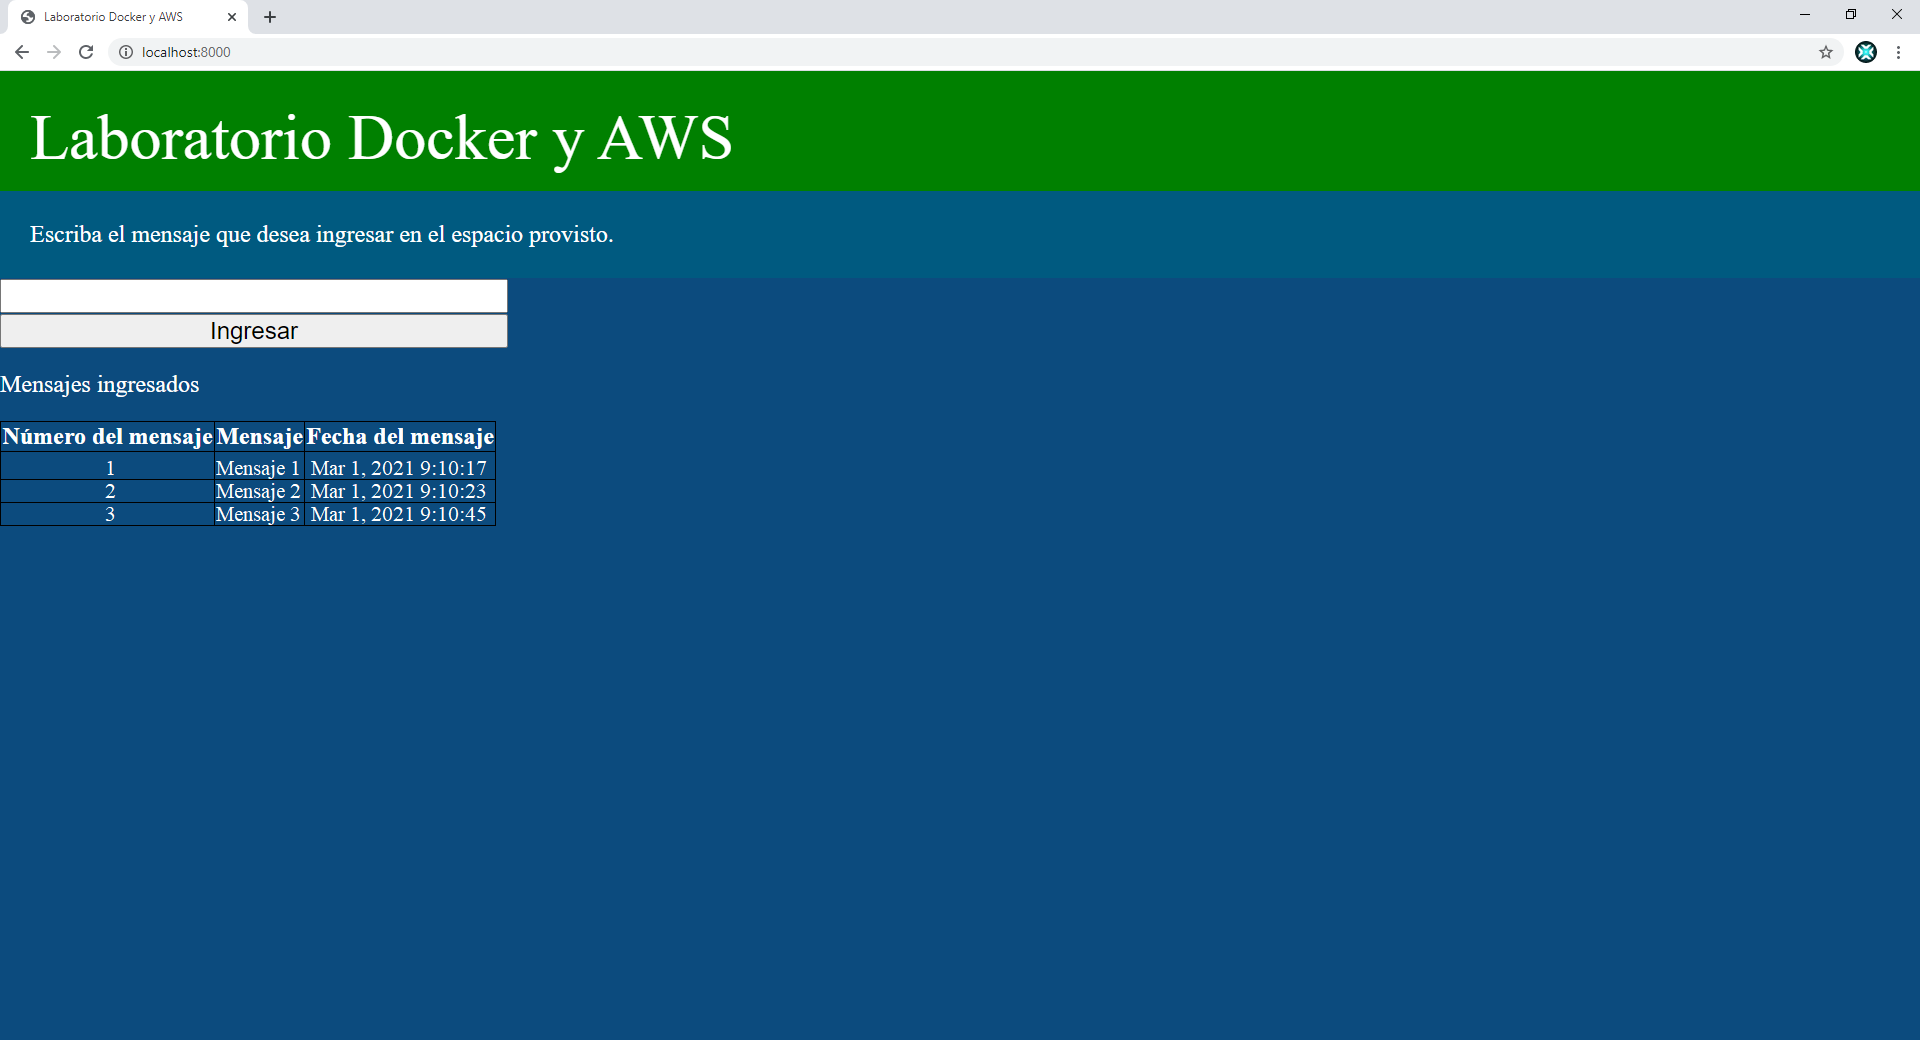 Laboratorio Docker y AWS
localhost:8000
Laboratorio Docker y AWS
Escriba el mensaje que desea ingresar en el espacio provisto.
Ingresar
Mensajes ingresados
Número del mensaje Mensaje Fecha del mensaje
1 Mensaje 1 Mar 1, 2021 9:10:17
2 Mensaje 2 Mar 1, 2021 9:10:23
3 Mensaje 3 Mar 1, 2021 9:10:45